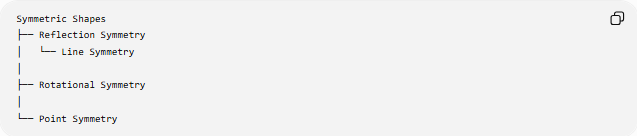 Symmetric Shapes
├── Reflection Symmetry
│   └── Line Symmetry
│
├── Rotational Symmetry
│
└── Point Symmetry